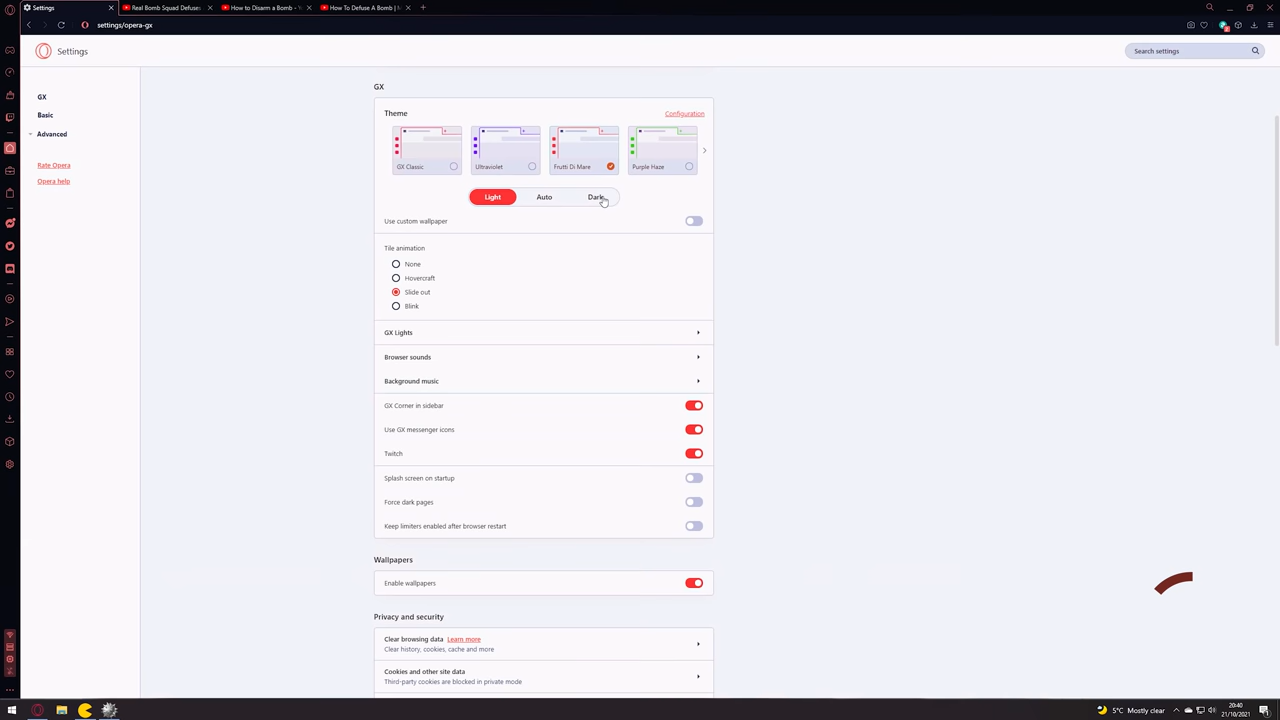 Settings
Real Bomb Squad Defuses
How to Disarm a Bomb -
How To Defuse A Bomb |
settings/opera-gx
Settings
Search settings
GX
Basic
Advanced
Rate Opera
Opera help
GX
Theme
Configuration
GX Classic
Ultraviolet
Frutti Di Mare
Purple Haze
Light
Auto
Dark
Use custom wallpaper
Tile animation
None
Hovercraft
Slide out
Blink
GX Lights
Browser sounds
Background music
GX Corner in sidebar
Use GX messenger icons
Twitch
Splash screen on startup
Force dark pages
Keep limiters enabled after browser restart
Wallpapers
Enable wallpapers
Privacy and security
Clear browsing data Learn more
Clear history, cookies, cache and more
Cookies and other site data
Third-party cookies are blocked in private mode
5°C Mostly clear
20:40
21/10/2021